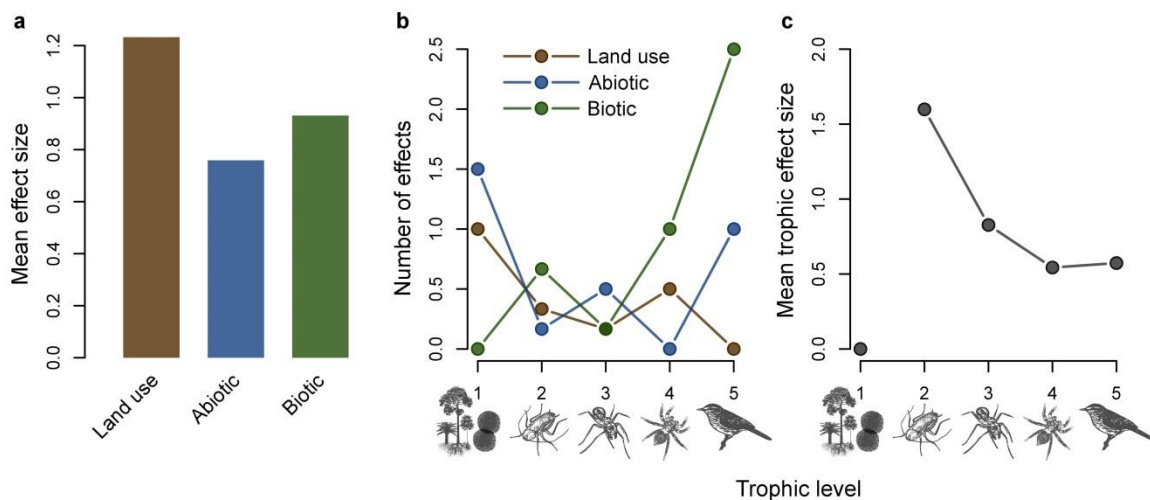 a
Mean effect size
0.0
0.2
0.4
0.6
0.8
1.0
1.2
Land use
Abiotic
Biotic
b
Number of effects
0.0
0.5
1.0
1.5
2.0
2.5
Land use
Abiotic
Biotic
1 2 3 4 5
c
Mean trophic effect size
0.0
0.5
1.0
1.5
2.0
1 2 3 4 5
Trophic level